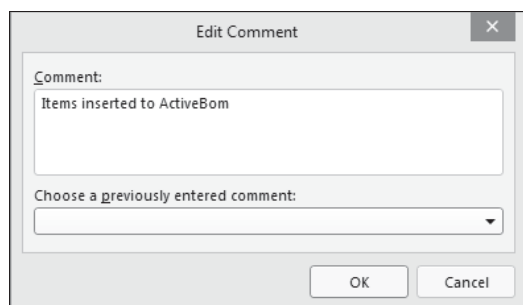 Edit Comment
Comment:
Items inserted to ActiveBom
Choose a previously entered comment:
OK Cancel